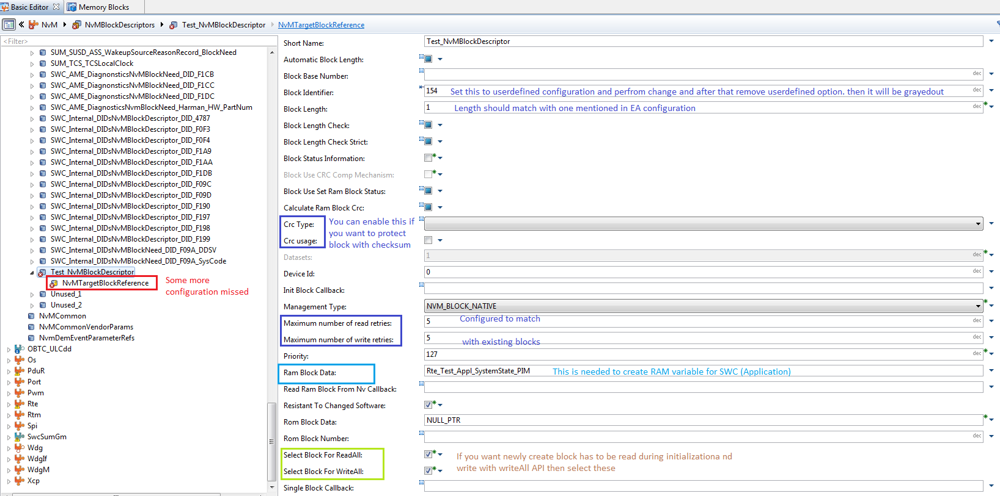 Basic Editor
Memory Blocks
NvM
NvMBlockDescriptors
Test_NvMBlockDescriptor
NvMTargetBlockReference
<Filter>
SUM_SUSD_ASS_WakeupSourceReasonRecord_BlockNeed
SUM_TCS_TCSLocalClock
SWC_AME_DiagnonsticsNvMBlockNeed_DID_F1CB
SWC_AME_DiagnonsticsNvMBlockNeed_DID_F1CC
SWC_AME_DiagnonsticsNvMBlockNeed_DID_F1DC
SWC_AME_DiagnosticsNvmBlockNeed_Harman_HW_PartNum
SWC_Internal_DIDsNvMBlockDescriptor_DID_4787
SWC_Internal_DIDsNvMBlockDescriptor_DID_F0F3
SWC_Internal_DIDsNvMBlockDescriptor_DID_F0F4
SWC_Internal_DIDsNvMBlockDescriptor_DID_F1A9
SWC_Internal_DIDsNvMBlockDescriptor_DID_F1AA
SWC_Internal_DIDsNvMBlockDescriptor_DID_F1DB
SWC_Internal_DIDsNvMBlockDescriptor_DID_F09C
SWC_Internal_DIDsNvMBlockDescriptor_DID_F09D
SWC_Internal_DIDsNvMBlockDescriptor_DID_F190
SWC_Internal_DIDsNvMBlockDescriptor_DID_F197
SWC_Internal_DIDsNvMBlockDescriptor_DID_F198
SWC_Internal_DIDsNvMBlockDescriptor_DID_F199
SWC_Internal_DIDsNvMBlockNeed_DID_F09A_DDSV
SWC_Internal_DIDsNvMBlockNeed_DID_F09A_SysCode
Test_NvMBlockDescriptor
NvMTargetBlockReference
Some more
configuration missed
Unused_1
Unused_2
NvMCommon
NvMCommonVendorParams
NvmDemEventParameterRefs
OBTC_ULCdd
Os
PduR
Port
Pwm
Rte
Rtm
Spi
SwcSumGm
Wdg
WdgIf
WdgM
Xcp
Short Name:
Test_NvMBlockDescriptor
Automatic Block Length:
Block Base Number:
dec
Block Identifier:
154
Set this to userdefined configuration and perfrom change and after that remove userdefined option. then it will be grayedout
dec
Block Length:
1
Length should match with one mentioned in EA configuration
dec
Block Length Check:
Block Length Check Strict:
Block Status Information:
Block Use CRC Comp Mechanism:
Block Use Set Ram Block Status:
Calculate Ram Block Crc:
Crc Type:
Crc usage:
You can enable this if
you want to protect
block with checksum
Datasets:
1
dec
Device Id:
0
dec
Init Block Callback:
Management Type:
NVM_BLOCK_NATIVE
Maximum number of read retries:
5
Configured to match
dec
Maximum number of write retries:
5
with existing blocks
dec
Priority:
127
dec
Ram Block Data:
Rte_Test_Appl_SystemState_PIM
This is needed to create RAM variable for SWC (Application)
Read Ram Block From Nv Callback:
Resistant To Changed Software:
Rom Block Data:
NULL_PTR
Rom Block Number:
dec
Select Block For ReadAll:
Select Block For WriteAll:
If you want newly create block has to be read during initializationa nd
write with writeAll API then select these
Single Block Callback: